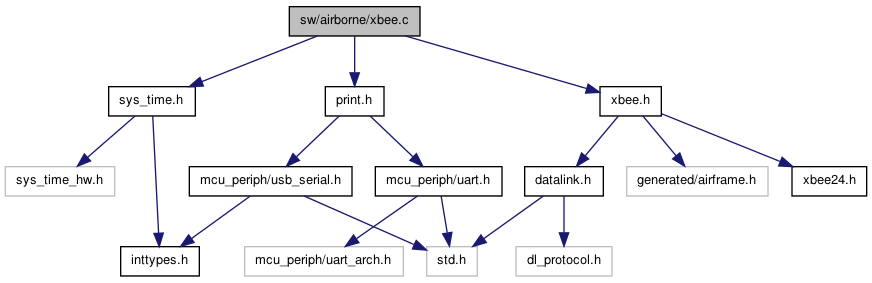 sw/airborne/xbee.c
sys_time.h
print.h
xbee.h
sys_time_hw.h
mcu_periph/usb_serial.h
mcu_periph/uart.h
datalink.h
generated/airframe.h
xbee24.h
inttypes.h
mcu_periph/uart_arch.h
std.h
dl_protocol.h